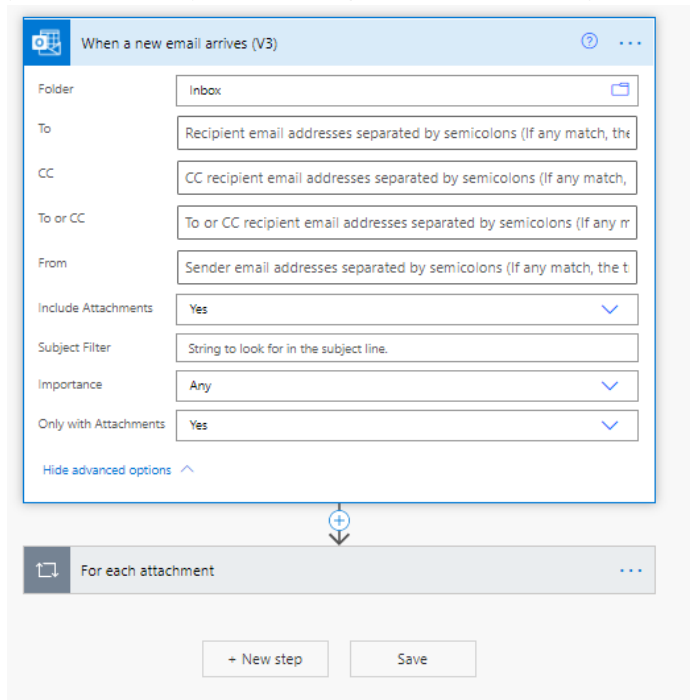 When a new email arrives (V3)
Folder
Inbox
To
Recipient email addresses separated by semicolons (If any match, the
CC
CC recipient email addresses separated by semicolons (If any match,
To or CC
To or CC recipient email addresses separated by semicolons (If any m
From
Sender email addresses separated by semicolons (If any match, the t
Include Attachments
Yes
Subject Filter
String to look for in the subject line.
Importance
Any
Only with Attachments
Yes
Hide advanced options
For each attachment
+ New step
Save